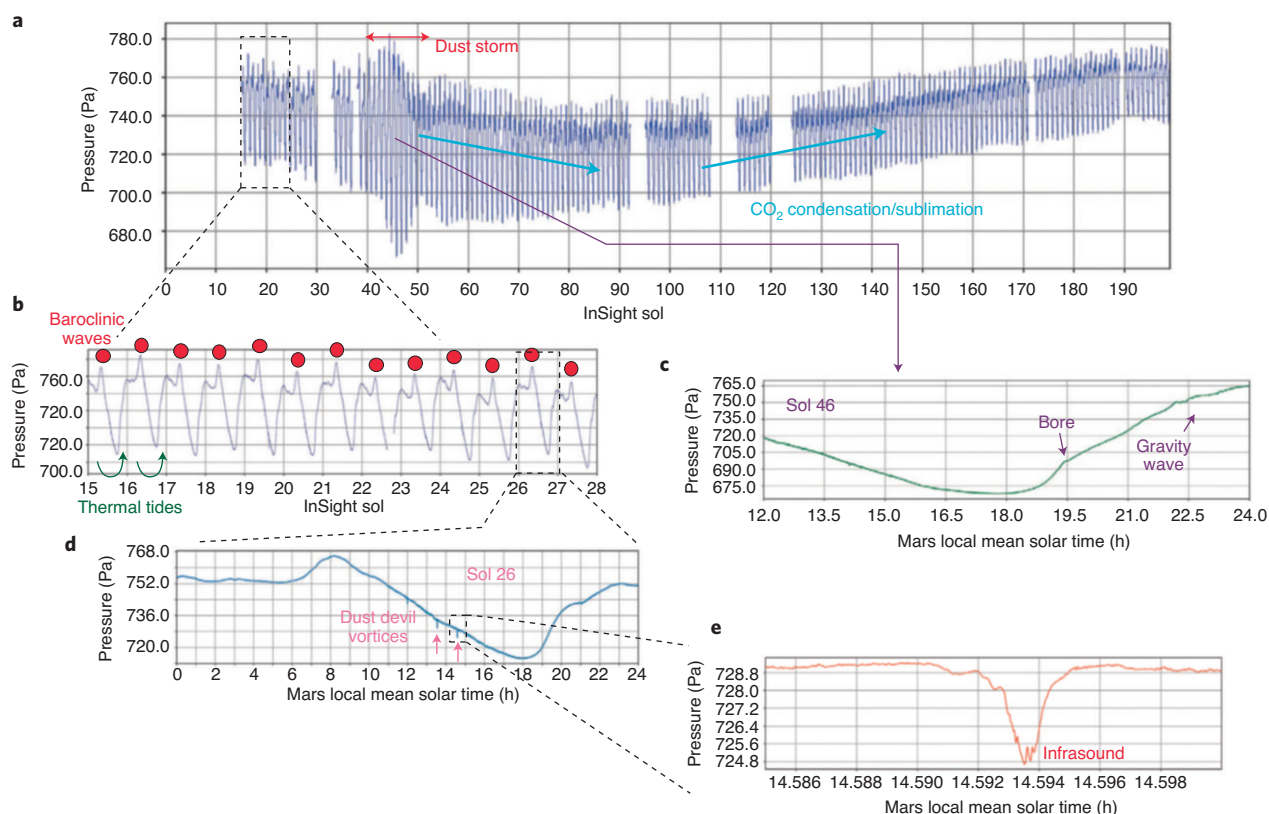 a
780.0
760.0
740.0
720.0
700.0
680.0
Pressure (Pa)
Dust storm
CO₂ condensation/sublimation
0 10 20 30 40 50 60 70 80 90 100 110 120 130 140 150 160 170 180 190
InSight sol
b
Baroclinic
waves
Pressure (Pa)
760.0
720.0
720.0
700.0
15 16 17 18 19 20 21 22 23 24 25 26 27 28
Thermal tides
InSight sol
c
Pressure (Pa)
765.0
750.0
735.0
720.0
705.0
690.0
675.0
Sol 46
Bore
Gravity
wave
12.0 13.5 15.0 16.5 18.0 19.5 21.0 22.5 24.0
Mars local mean solar time (h)
d
Pressure (Pa)
768.0
752.0
736.0
720.0
Sol 26
Dust devil
vortices
0 2 4 6 8 10 12 14 16 18 20 22 24
Mars local mean solar time (h)
e
Pressure (Pa)
728.8
728.0
727.2
726.4
725.6
724.8
Infrasound
14.586 14.588 14.590 14.592 14.594 14.596 14.598
Mars local mean solar time (h)